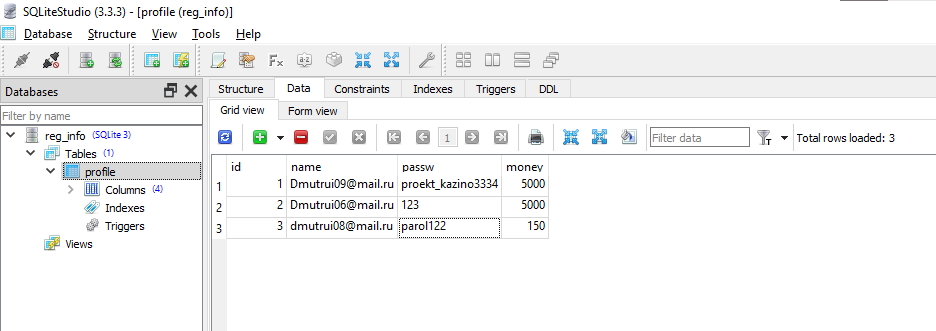 SQLiteStudio (3.3.3) - [profile (reg_info)]
Database Structure View Tools Help
Databases
Filter by name
reg_info (SQLite 3)
Tables (1)
profile
Columns (4)
Indexes
Triggers
Views
Structure Data Constraints Indexes Triggers DDL
Grid view Form view
1 Filter data Total rows loaded: 3
id name passw money
1 1 Dmutrui09@mail.ru proekt_kazino3334 5000
2 2 Dmutrui06@mail.ru 123 5000
3 3 dmutrui08@mail.ru parol122 150